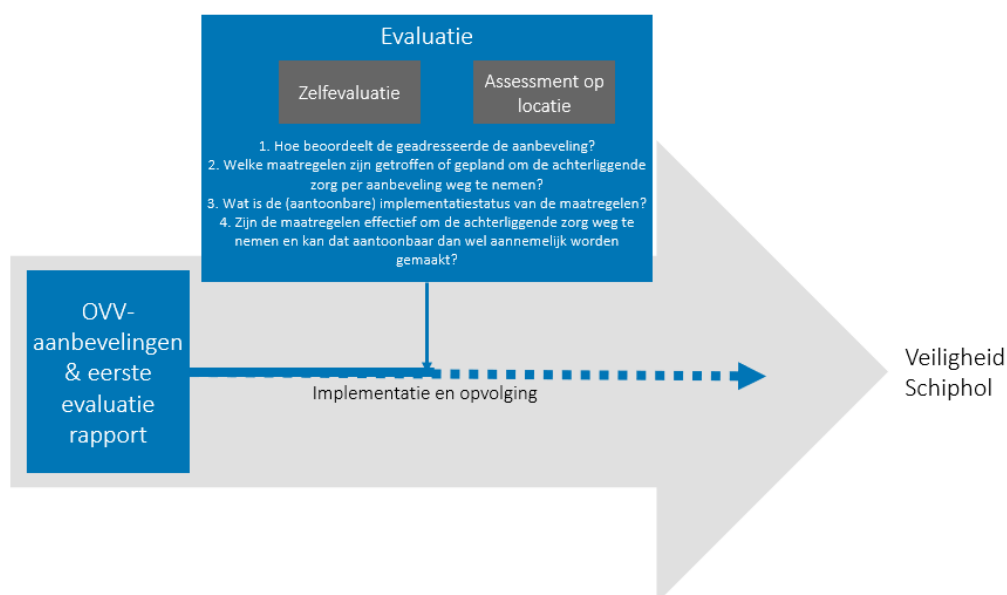 Evaluatie
Zelfevaluatie
Assessment op
locatie
1. Hoe beoordeelt de geadresseerde de aanbeveling?
2. Welke maatregelen zijn getroffen of gepland om de achterliggende
zorg per aanbeveling weg te nemen?
3. Wat is de (aantoonbare) implementatiestatus van de maatregelen?
4. Zijn de maatregelen effectief om de achterliggende zorg weg te
nemen en kan dat aantoonbaar dan wel aannemelijk worden
gemaakt?
OVV-
aanbevelingen
& eerste
evaluatie
rapport
Implementatie en opvolging
Veiligheid
Schiphol